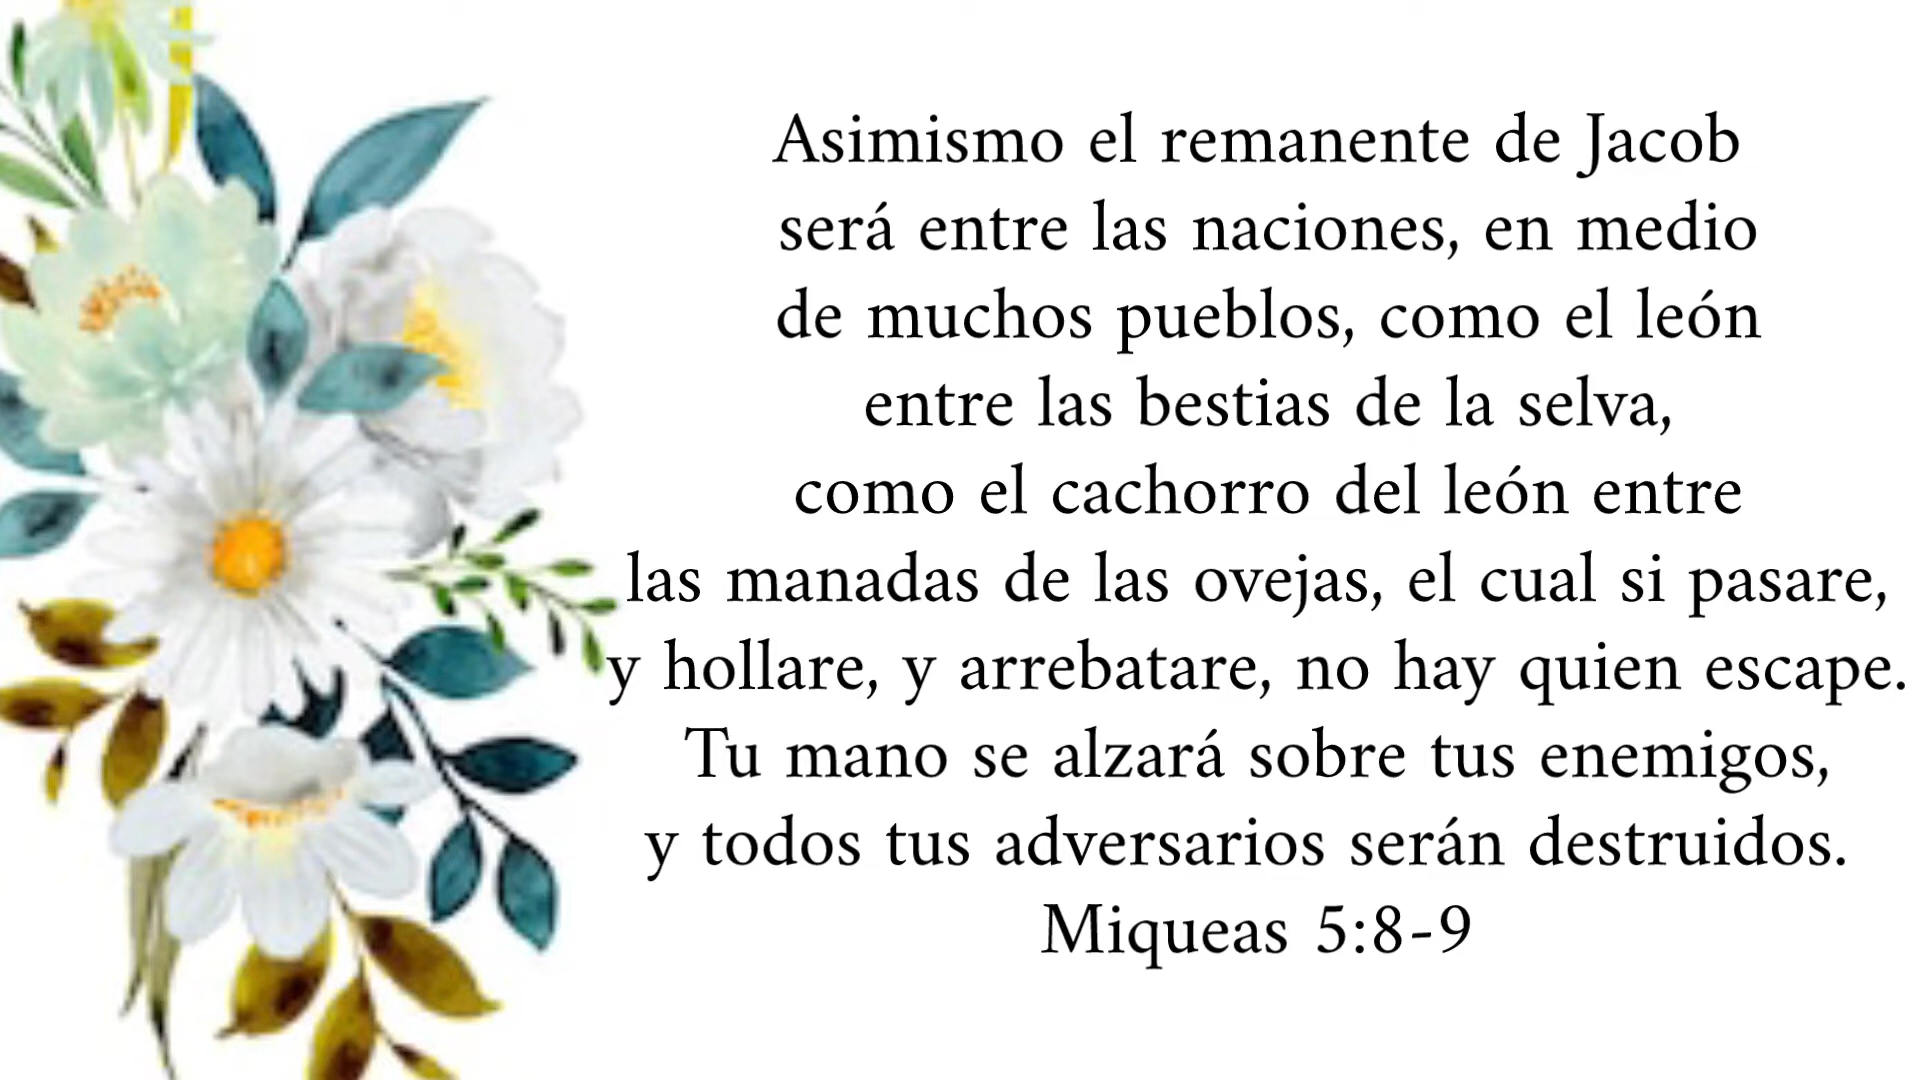 Asimismo el remanente de Jacob
será entre las naciones, en medio
de muchos pueblos, como el león
entre las bestias de la selva,
como el cachorro del león entre
las manadas de las ovejas, el cual si pasare,
y hollare, y arrebatare, no hay quien escape.
Tu mano se alzará sobre tus enemigos,
y todos tus adversarios serán destruidos.
Miqueas 5:8-9